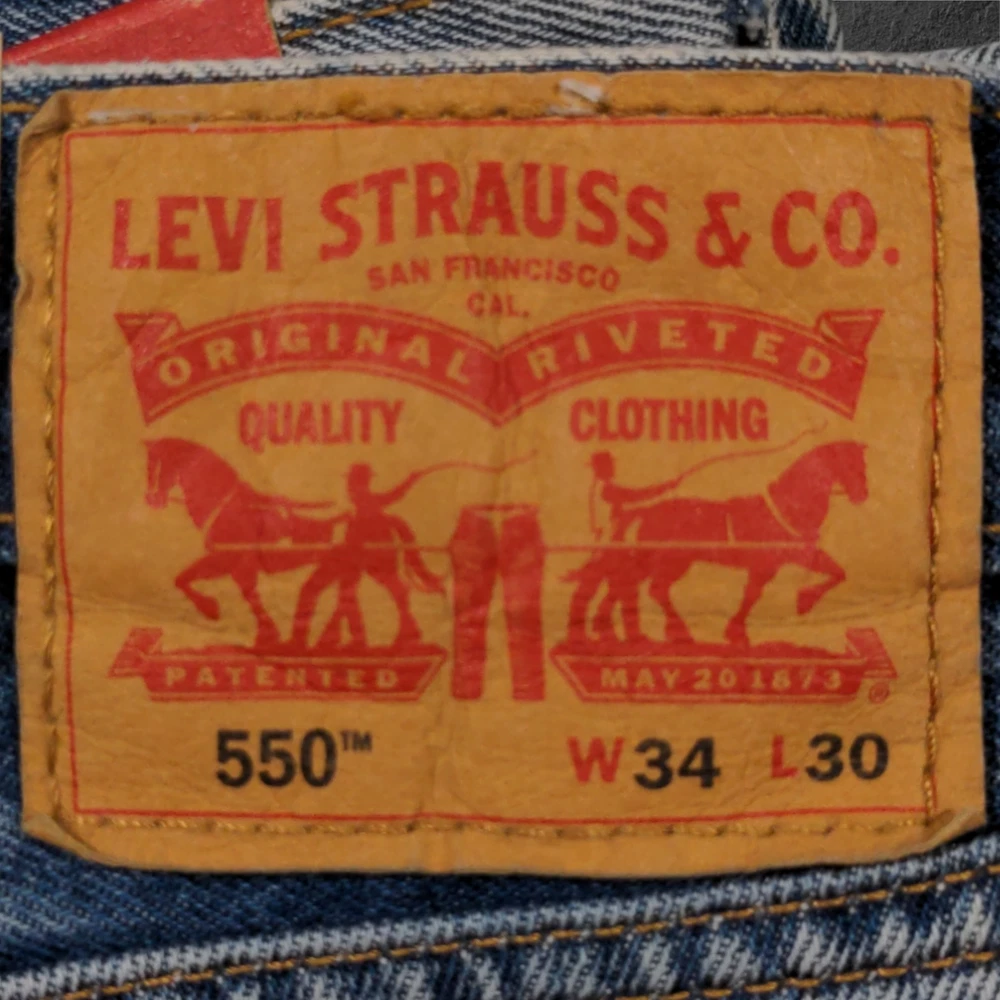 LEVI STRAUSS & CO.
SAN FRANCISCO
CAL.
ORIGINAL RIVETED
QUALITY CLOTHING
PATENTED MAY 20 1873 ®
550™ W34 L30